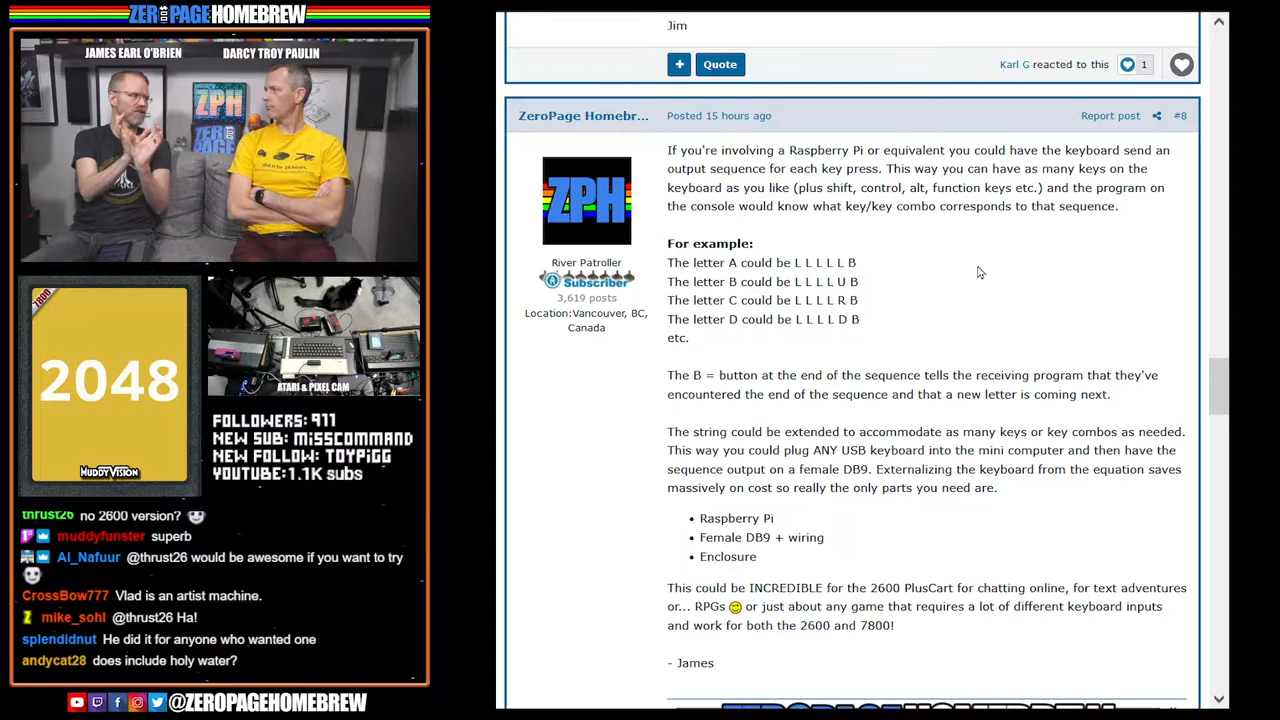 ZEROPAGE HOMEBREW
JAMES EARL O'BRIEN
DARCY TROY PAULIN
ZPH
7800
2048
MUDDYVISION
ATARI & PIXEL CAM
FOLLOWERS: 911
NEW SUB: MISSCOMMAND
NEW FOLLOW: TOYPIGG
YOUTUBE: 1.1K subs
thrust26 no 2600 version?
muddyfunster superb
Al_Nafuur @thrust26 would be awesome if you want to try
CrossBow777 Vlad is an artist machine.
mike_sohl @thrust26 Ha!
splendidnut He did it for anyone who wanted one
andycat28 does include holy water?
@ZEROPAGEHOMEBREW
Jim
+ Quote
Karl G reacted to this
1
ZeroPage Homebr...
Posted 15 hours ago
Report post
#8
ZPH
River Patroller
Subscriber
3,619 posts
Location:Vancouver, BC,
Canada
If you're involving a Raspberry Pi or equivalent you could have the keyboard send an
output sequence for each key press. This way you can have as many keys on the
keyboard as you like (plus shift, control, alt, function keys etc.) and the program on
the console would know what key/key combo corresponds to that sequence.
For example:
The letter A could be L L L L L B
The letter B could be L L L L U B
The letter C could be L L L L R B
The letter D could be L L L L D B
etc.
The B = button at the end of the sequence tells the receiving program that they've
encountered the end of the sequence and that a new letter is coming next.
The string could be extended to accommodate as many keys or key combos as needed.
This way you could plug ANY USB keyboard into the mini computer and then have the
sequence output on a female DB9. Externalizing the keyboard from the equation saves
massively on cost so really the only parts you need are.
• Raspberry Pi
• Female DB9 + wiring
• Enclosure
This could be INCREDIBLE for the 2600 PlusCart for chatting online, for text adventures
or... RPGs or just about any game that requires a lot of different keyboard inputs
and work for both the 2600 and 7800!
- James